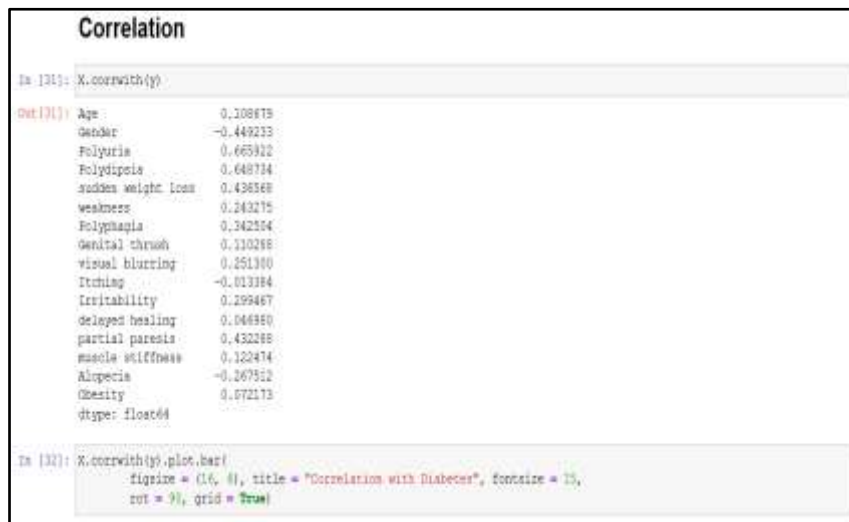 Correlation
In [31]: X.corrwith(y)
Out[31]: Age 0.108679
Gender -0.449233
Polyuria 0.665922
Polydipsia 0.648734
sudden weight loss 0.436568
weakness 0.243275
Polyphagia 0.342504
Genital thrush 0.110288
visual blurring 0.251300
Itching -0.013384
Irritability 0.299467
delayed healing 0.046980
partial paresis 0.432288
muscle stiffness 0.122474
Alopecia -0.267512
Obesity 0.072173
dtype: float64
In [32]: X.corrwith(y).plot.bar(
figsize = (16, 6), title = "Correlation with Diabetes", fontsize = 15,
rot = 90, grid = True)